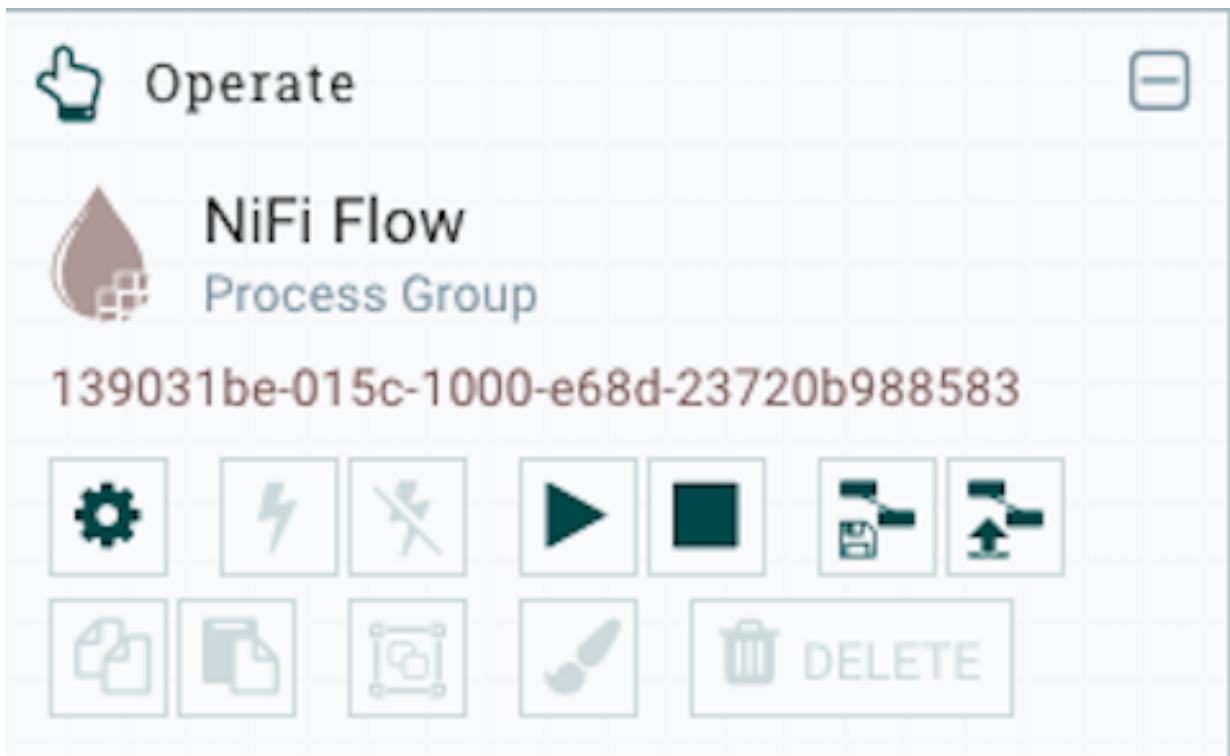 Operate
NiFi Flow
Process Group
139031be-015c-1000-e68d-23720b988583
DELETE